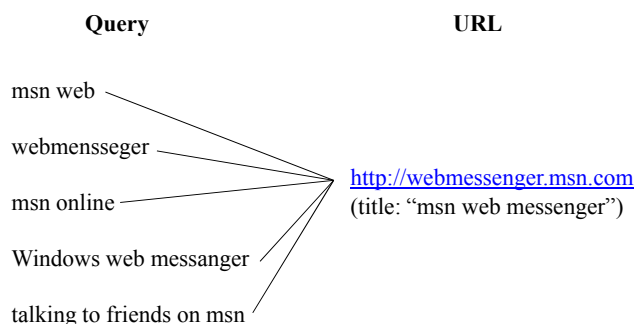 Query URL
msn web
webmensseger
msn online
Windows web messanger
talking to friends on msn
http://webmessenger.msn.com
(title: “msn web messenger”)